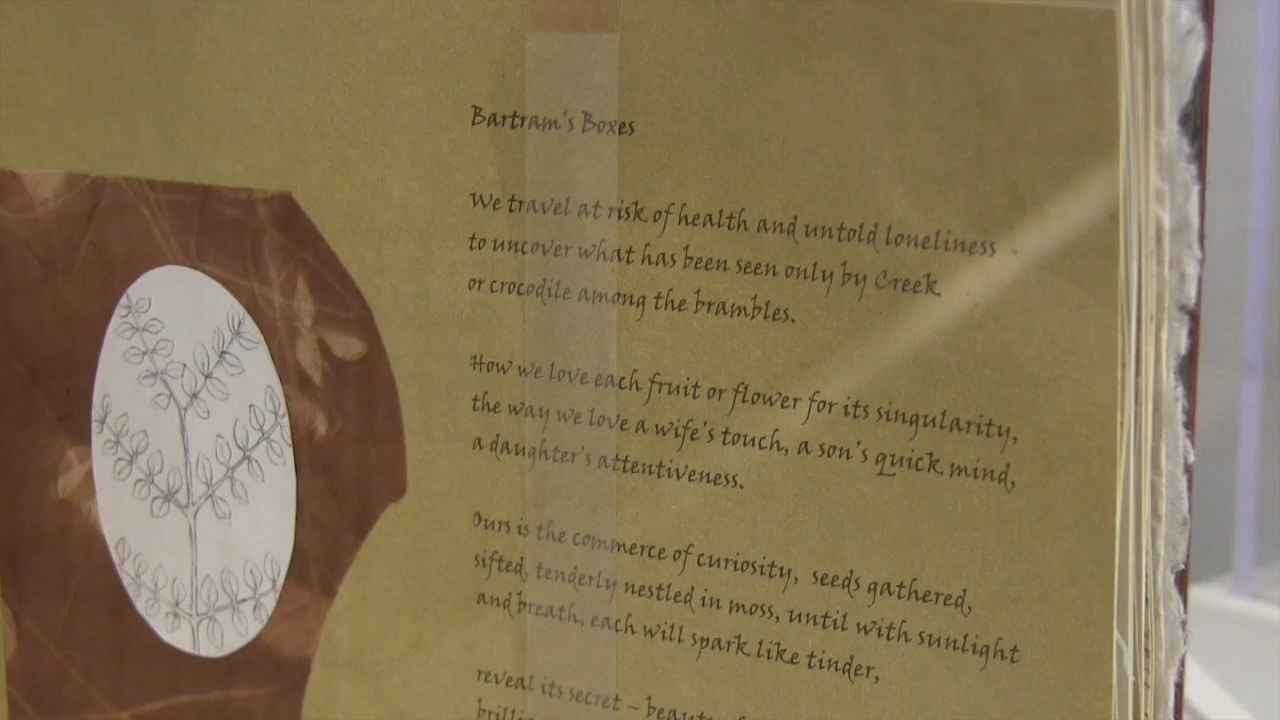 Bartram's Boxes
We travel at risk of health and untold loneliness
to uncover what has been seen only by Creek
or crocodile among the brambles.
How we love each fruit or flower for its singularity,
the way we love a wife's touch, a son's quick mind,
a daughter's attentiveness.
Ours is the commerce of curiosity, seeds gathered,
sifted, tenderly nestled in moss, until with sunlight
and breath, each will spark like tinder,
reveal its secret – beauty